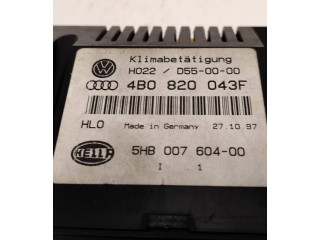 Klimabetätigung
H022 / D55-00-00
4B0 820 043F
HLO Made in Germany 27.10.97
HELLA 5HB 007 604-00
I 1